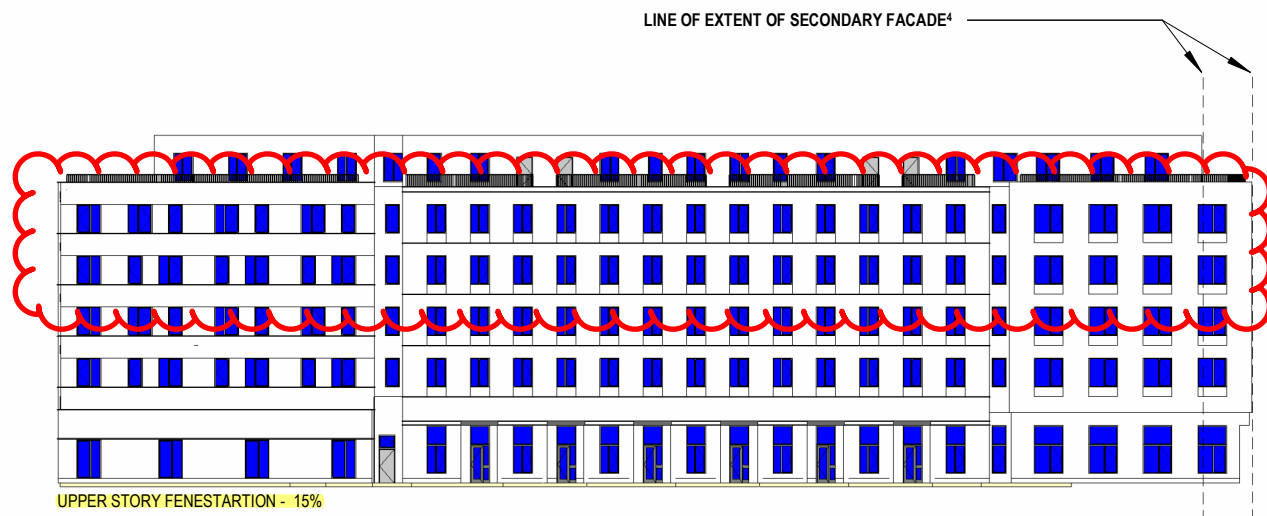 LINE OF EXTENT OF SECONDARY FACADE⁴
UPPER STORY FENESTARTION - 15%